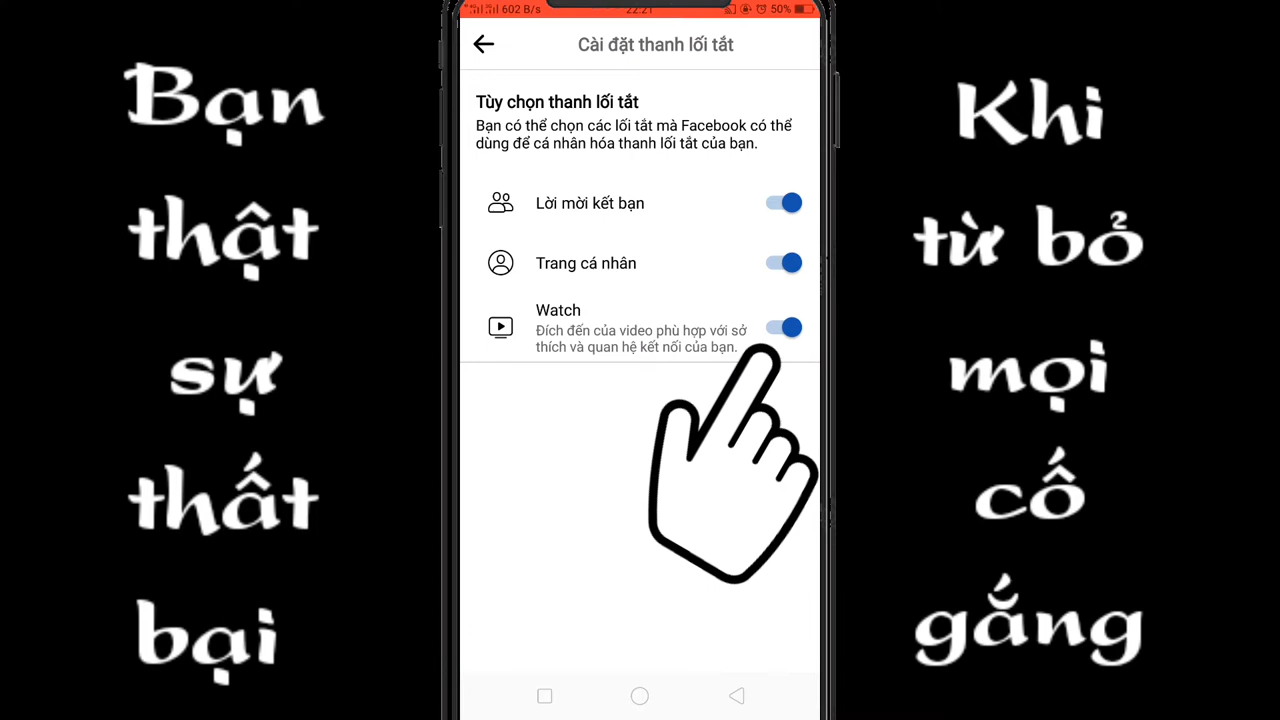 Bạn
thật
sự
thất
bại
602 B/s
22:21
50%
Cài đặt thanh lối tắt
Tùy chọn thanh lối tắt
Bạn có thể chọn các lối tắt mà Facebook có thể
dùng để cá nhân hóa thanh lối tắt của bạn.
Lời mời kết bạn
Trang cá nhân
Watch
Đích đến của video phù hợp với sở
thích và quan hệ kết nối của bạn.
Khi
từ bỏ
mọi
cố
gắng